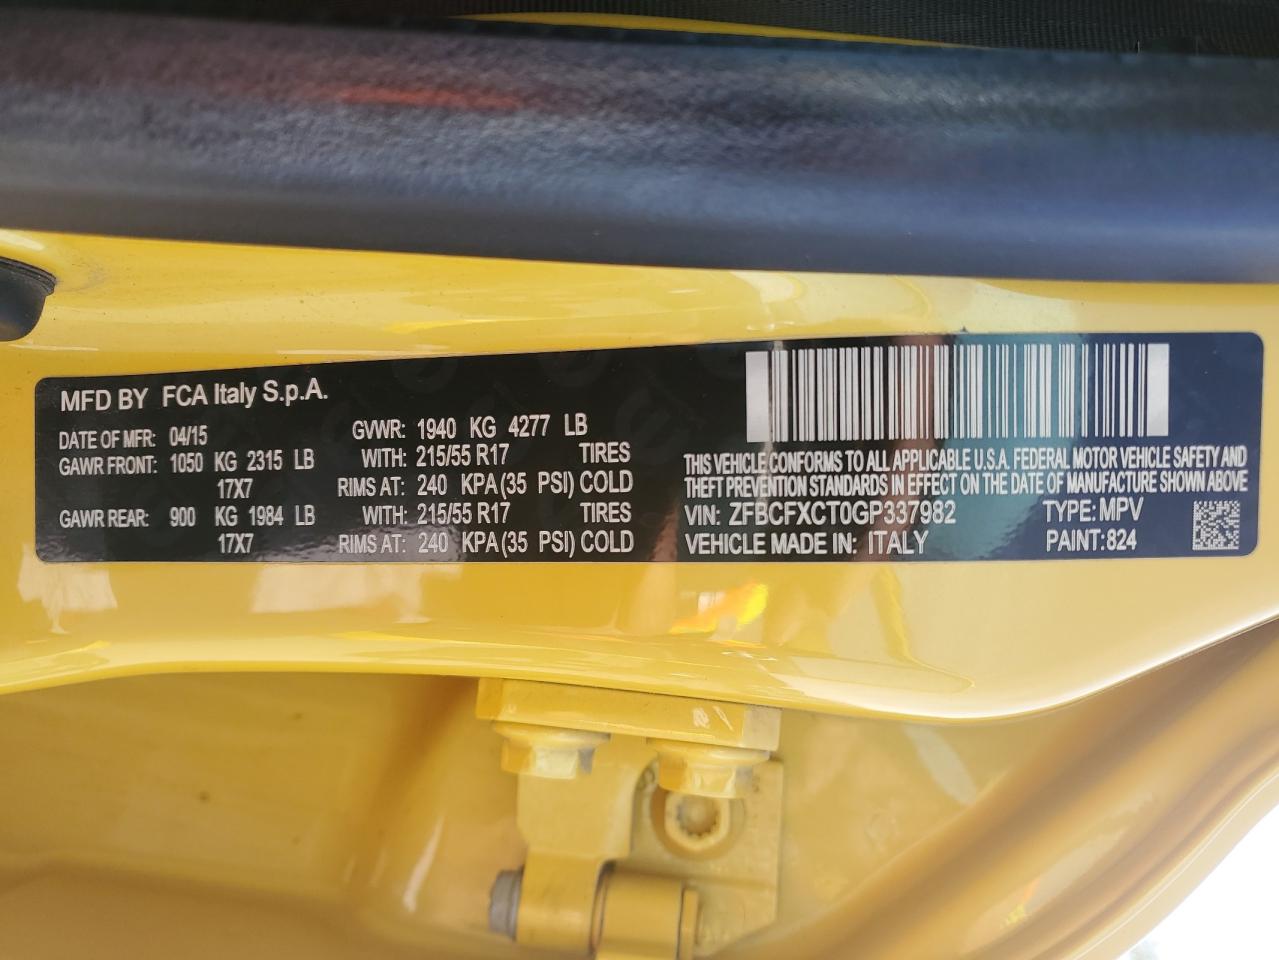 MFD BY FCA Italy S.p.A.
DATE OF MFR: 04/15 GVWR: 1940 KG 4277 LB
GAWR FRONT: 1050 KG 2315 LB WITH: 215/55 R17 TIRES
17X7 RIMS AT: 240 KPA(35 PSI) COLD
GAWR REAR: 900 KG 1984 LB WITH: 215/55 R17 TIRES
17X7 RIMS AT: 240 KPA(35 PSI) COLD
THIS VEHICLE CONFORMS TO ALL APPLICABLE U.S.A. FEDERAL MOTOR VEHICLE SAFETY AND
THEFT PREVENTION STANDARDS IN EFFECT ON THE DATE OF MANUFACTURE SHOWN ABOVE
VIN: ZFBCFXCT0GP337982 TYPE: MPV
VEHICLE MADE IN: ITALY PAINT:824